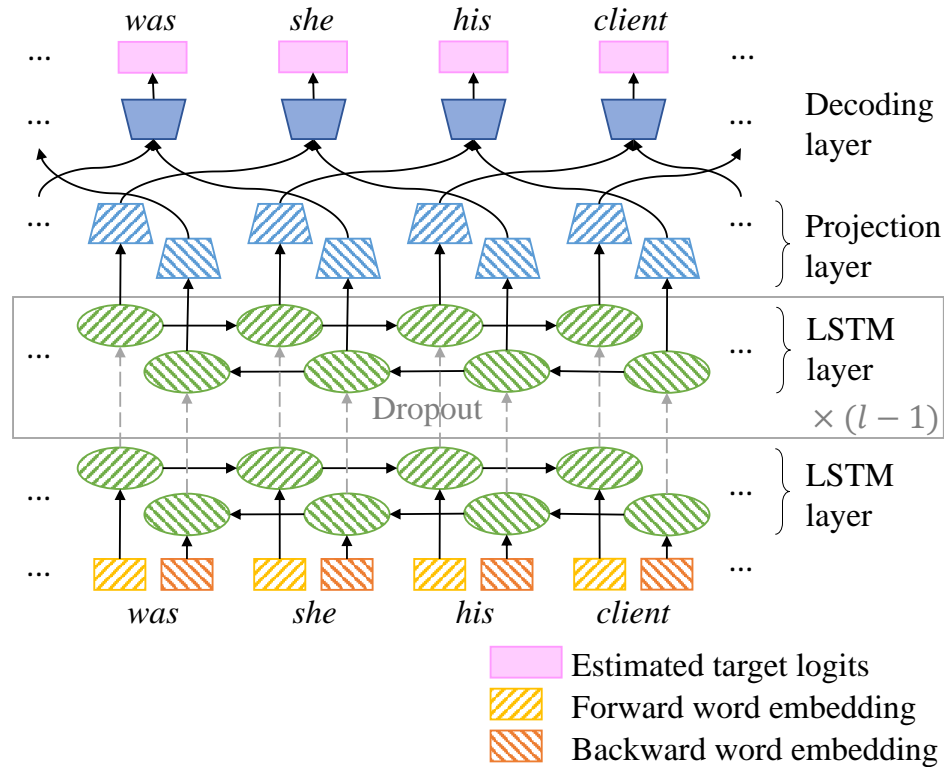 was she his client
... ...
... Decoding
... layer
... ... Projection
layer
LSTM
... ... layer
Dropout × (l − 1)
LSTM
... ... layer
... ...
was she his client
Estimated target logits
Forward word embedding
Backward word embedding